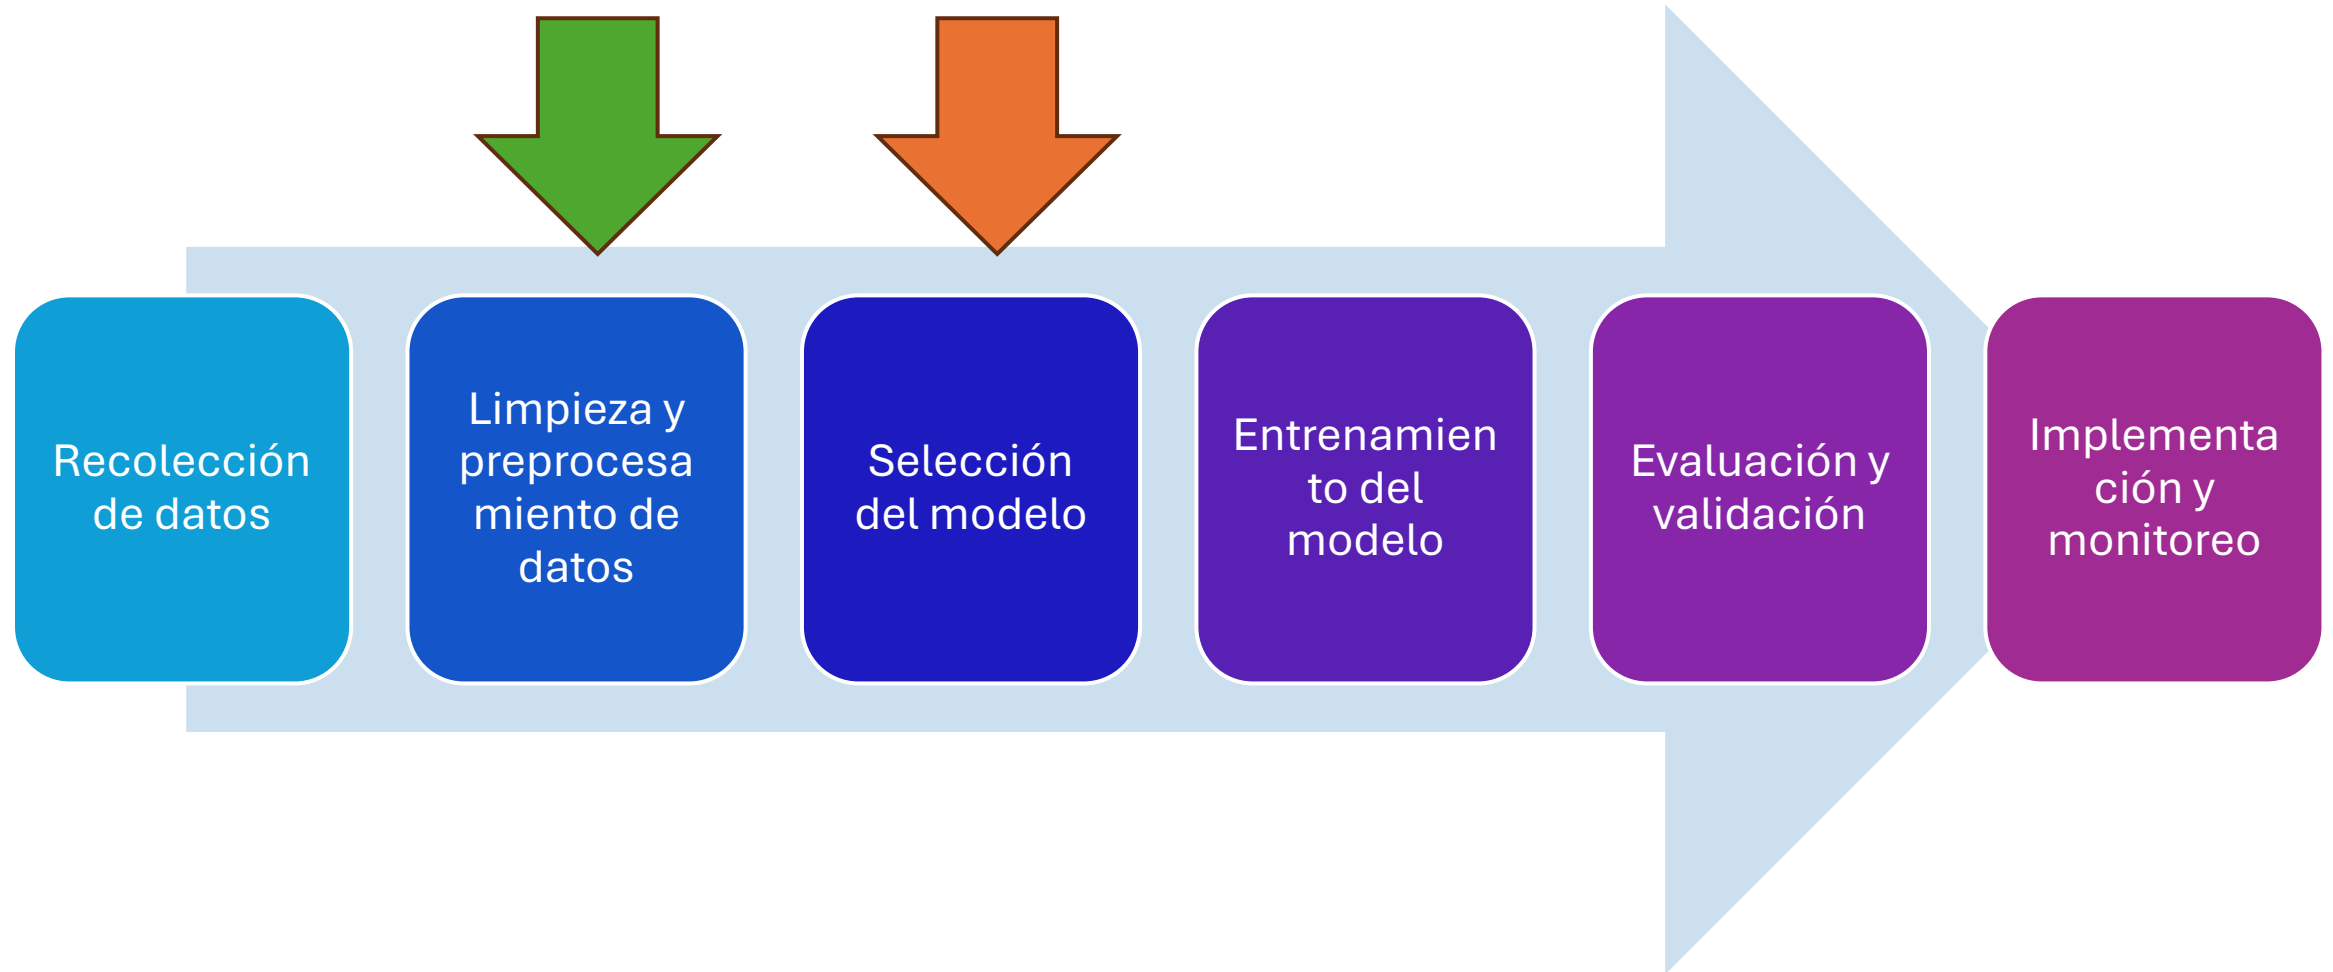 Recolección
de datos
Limpieza y
preprocesa
miento de
datos
Selección
del modelo
Entrenamien
to del
modelo
Evaluación y
validación
Implementa
ción y
monitoreo